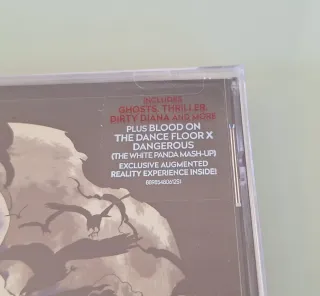 INCLUDES
GHOSTS, THRILLER,
DIRTY DIANA AND MORE
PLUS BLOOD ON
THE DANCE FLOOR X
DANGEROUS
(THE WHITE PANDA MASH-UP)
EXCLUSIVE AUGMENTED
REALITY EXPERIENCE INSIDE!